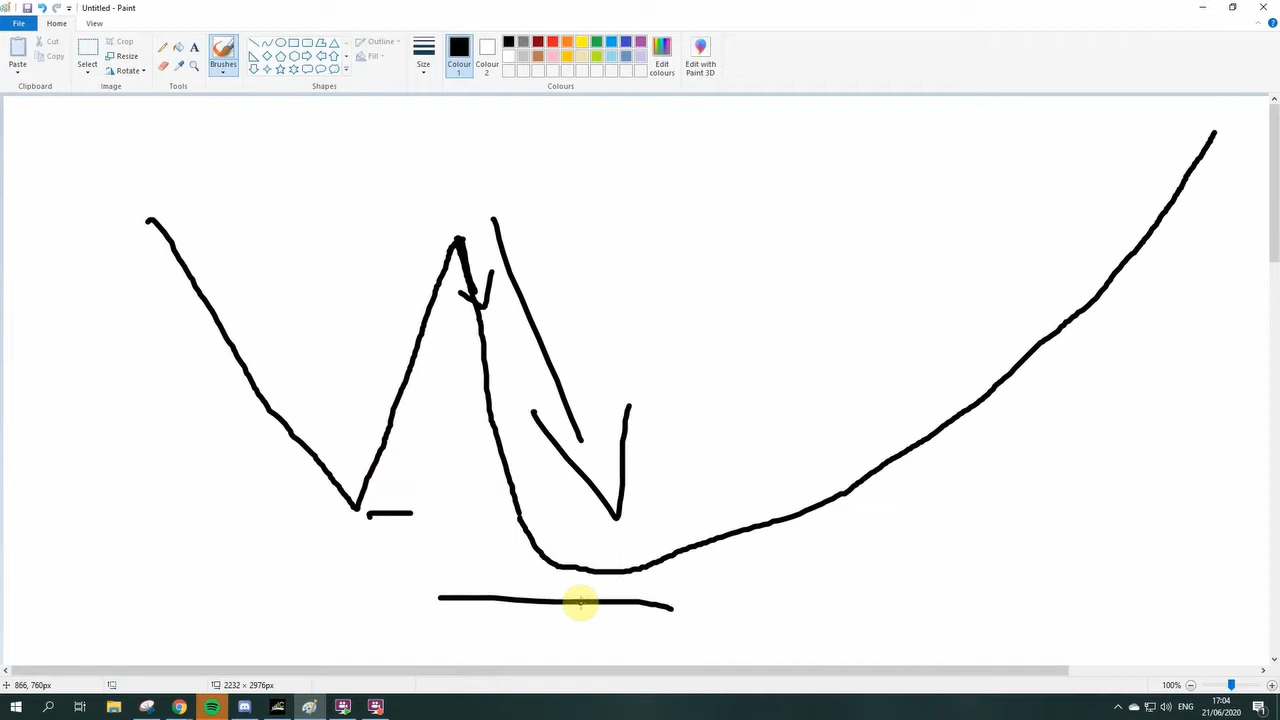 Untitled - Paint
File Home View
Paste
Cut
Copy
Clipboard
Select
Crop
Resize
Rotate
Image
A
Tools
Brushes
Shapes
Outline
Fill
Size
Colour
1
Colour
2
Edit
colours
Edit with
Paint 3D
Colours
866, 760px
2232 × 2976px
100%
ENG
17:04
21/06/2020
1